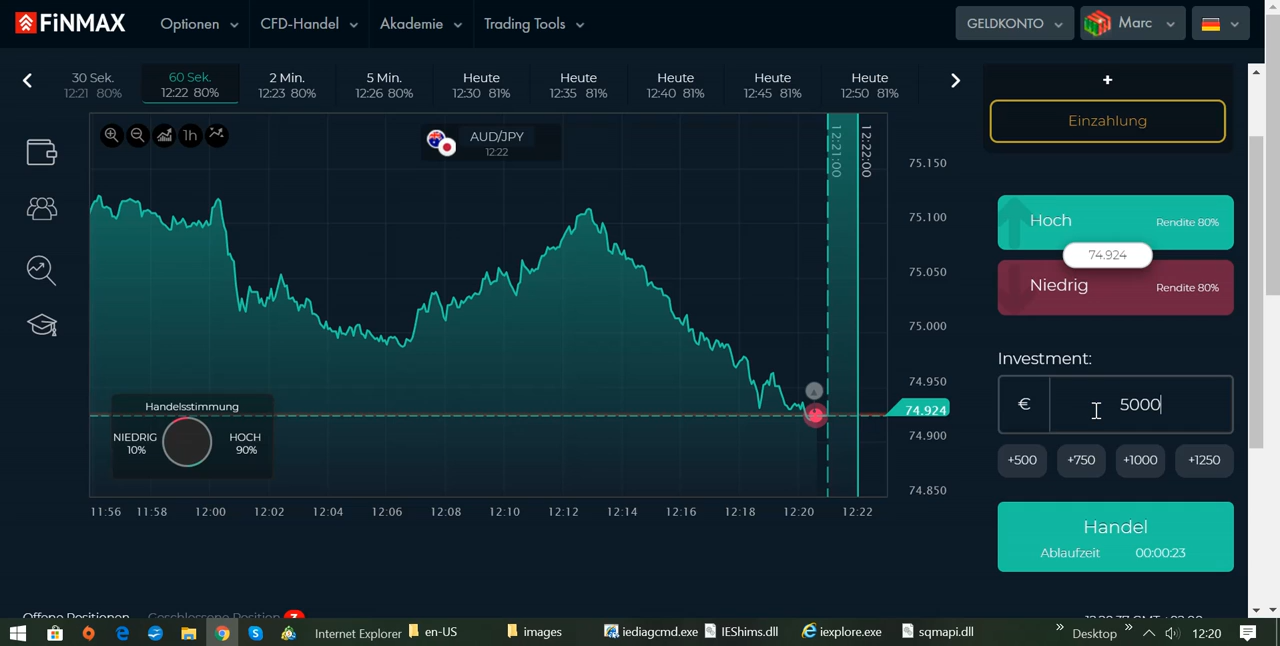 FiNMAX
Optionen
CFD-Handel
Akademie
Trading Tools
GELDKONTO
Marc
30 Sek.
12:21 80%
60 Sek.
12:22 80%
2 Min.
12:23 80%
5 Min.
12:26 80%
Heute
12:30 81%
Heute
12:35 81%
Heute
12:40 81%
Heute
12:45 81%
Heute
12:50 81%
+
Einzahlung
1h
AUD/JPY
12:22
12:21:00
12:22:00
75.150
75.100
75.050
75.000
74.950
74.924
74.900
74.850
Hoch
Rendite 80%
74.924
Niedrig
Rendite 80%
Investment:
€ 5000
+500 +750 +1000 +1250
Handel
Ablaufzeit 00:00:23
Handelsstimmung
NIEDRIG
10%
HOCH
90%
11:56 11:58 12:00 12:02 12:04 12:06 12:08 12:10 12:12 12:14 12:16 12:18 12:20 12:22
Offene Positionen
Geschlossene Position
Internet Explorer
en-US
images
iediagcmd.exe
IEShims.dll
iexplore.exe
sqmapi.dll
Desktop
12:20